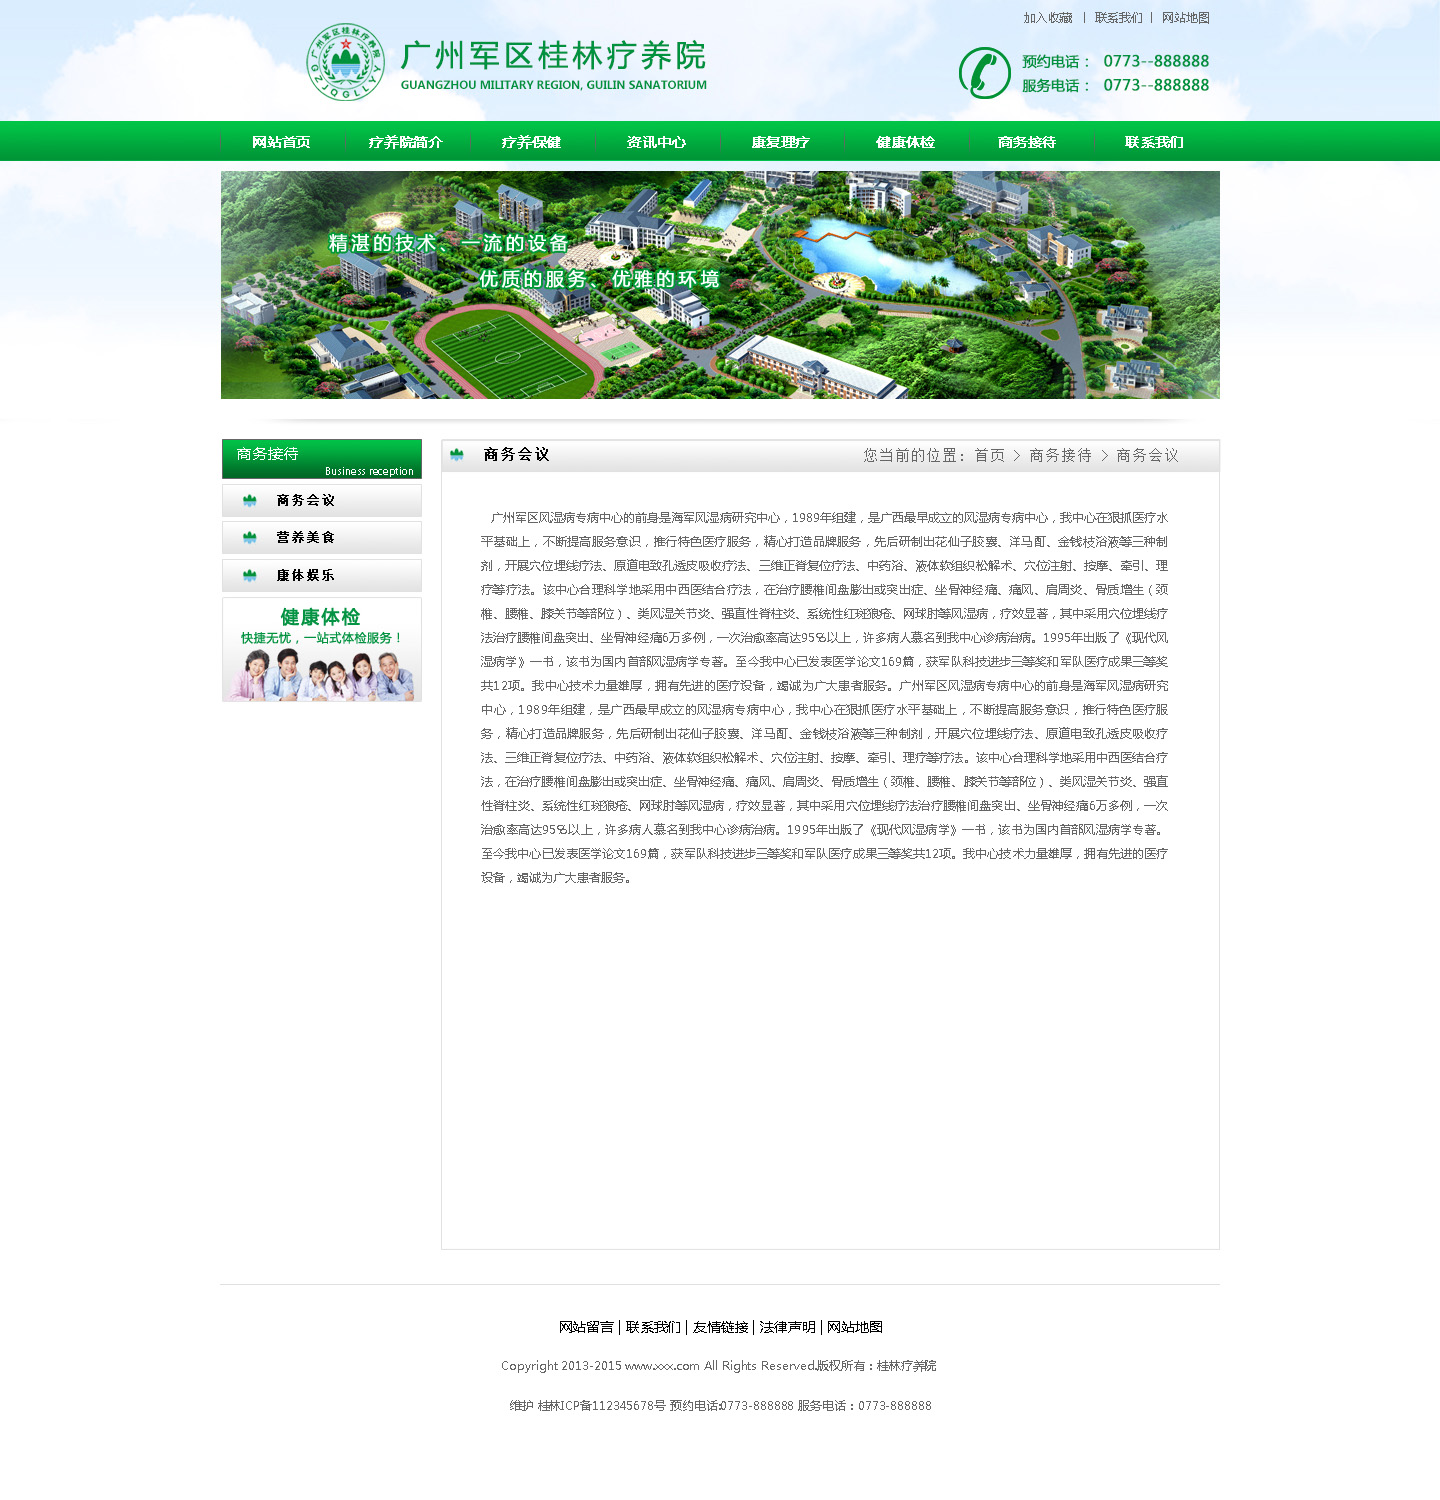 加入收藏 | 联系我们 | 网站地图
广州军区桂林疗养院
GUANGZHOU MILITARY REGION, GUILIN SANATORIUM
GZJQGLLYY
预约电话： 0773--888888
服务电话： 0773--888888
网站首页 疗养院简介 疗养保健 资讯中心 康复理疗 健康体检 商务接待 联系我们
精湛的技术、一流的设备
优质的服务、优雅的环境
商务接待
Business reception
商务会议
营养美食
康体娱乐
健康体检
快捷无忧，一站式体检服务！
商务会议 您当前的位置：首页 > 商务接待 > 商务会议
广州军区风湿病专病中心的前身是海军风湿病研究中心，1989年组建，是广西最早成立的风湿病专病中心，我中心在狠抓医疗水
平基础上，不断提高服务意识，推行特色医疗服务，精心打造品牌服务，先后研制出花仙子胶囊、洋马酊、金钱枝浴液等三种制
剂，开展穴位埋线疗法、原道电致孔透皮吸收疗法、三维正脊复位疗法、中药浴、液体软组织松解术、穴位注射、按摩、牵引、理
疗等疗法。该中心合理科学地采用中西医结合疗法，在治疗腰椎间盘膨出或突出症、坐骨神经痛、痛风、肩周炎、骨质增生（颈
椎、腰椎、膝关节等部位）、类风湿关节炎、强直性脊柱炎、系统性红斑狼疮、网球肘等风湿病，疗效显著，其中采用穴位埋线疗
法治疗腰椎间盘突出、坐骨神经痛6万多例，一次治愈率高达95%以上，许多病人慕名到我中心诊病治病。1995年出版了《现代风
湿病学》一书，该书为国内首部风湿病学专著。至今我中心已发表医学论文169篇，获军队科技进步三等奖和军队医疗成果三等奖
共12项。我中心技术力量雄厚，拥有先进的医疗设备，竭诚为广大患者服务。广州军区风湿病专病中心的前身是海军风湿病研究
中心，1989年组建，是广西最早成立的风湿病专病中心，我中心在狠抓医疗水平基础上，不断提高服务意识，推行特色医疗服
务，精心打造品牌服务，先后研制出花仙子胶囊、洋马酊、金钱枝浴液等三种制剂，开展穴位埋线疗法、原道电致孔透皮吸收疗
法、三维正脊复位疗法、中药浴、液体软组织松解术、穴位注射、按摩、牵引、理疗等疗法。该中心合理科学地采用中西医结合疗
法，在治疗腰椎间盘膨出或突出症、坐骨神经痛、痛风、肩周炎、骨质增生（颈椎、腰椎、膝关节等部位）、类风湿关节炎、强直
性脊柱炎、系统性红斑狼疮、网球肘等风湿病，疗效显著，其中采用穴位埋线疗法治疗腰椎间盘突出、坐骨神经痛6万多例，一次
治愈率高达95%以上，许多病人慕名到我中心诊病治病。1995年出版了《现代风湿病学》一书，该书为国内首部风湿病学专著。
至今我中心已发表医学论文169篇，获军队科技进步三等奖和军队医疗成果三等奖共12项。我中心技术力量雄厚，拥有先进的医疗
设备，竭诚为广大患者服务。
网站留言 | 联系我们 | 友情链接 | 法律声明 | 网站地图
Copyright 2013-2015 www.xxx.com All Rights Reserved.版权所有：桂林疗养院
维护 桂林ICP备112345678号 预约电话:0773-888888 服务电话：0773-888888